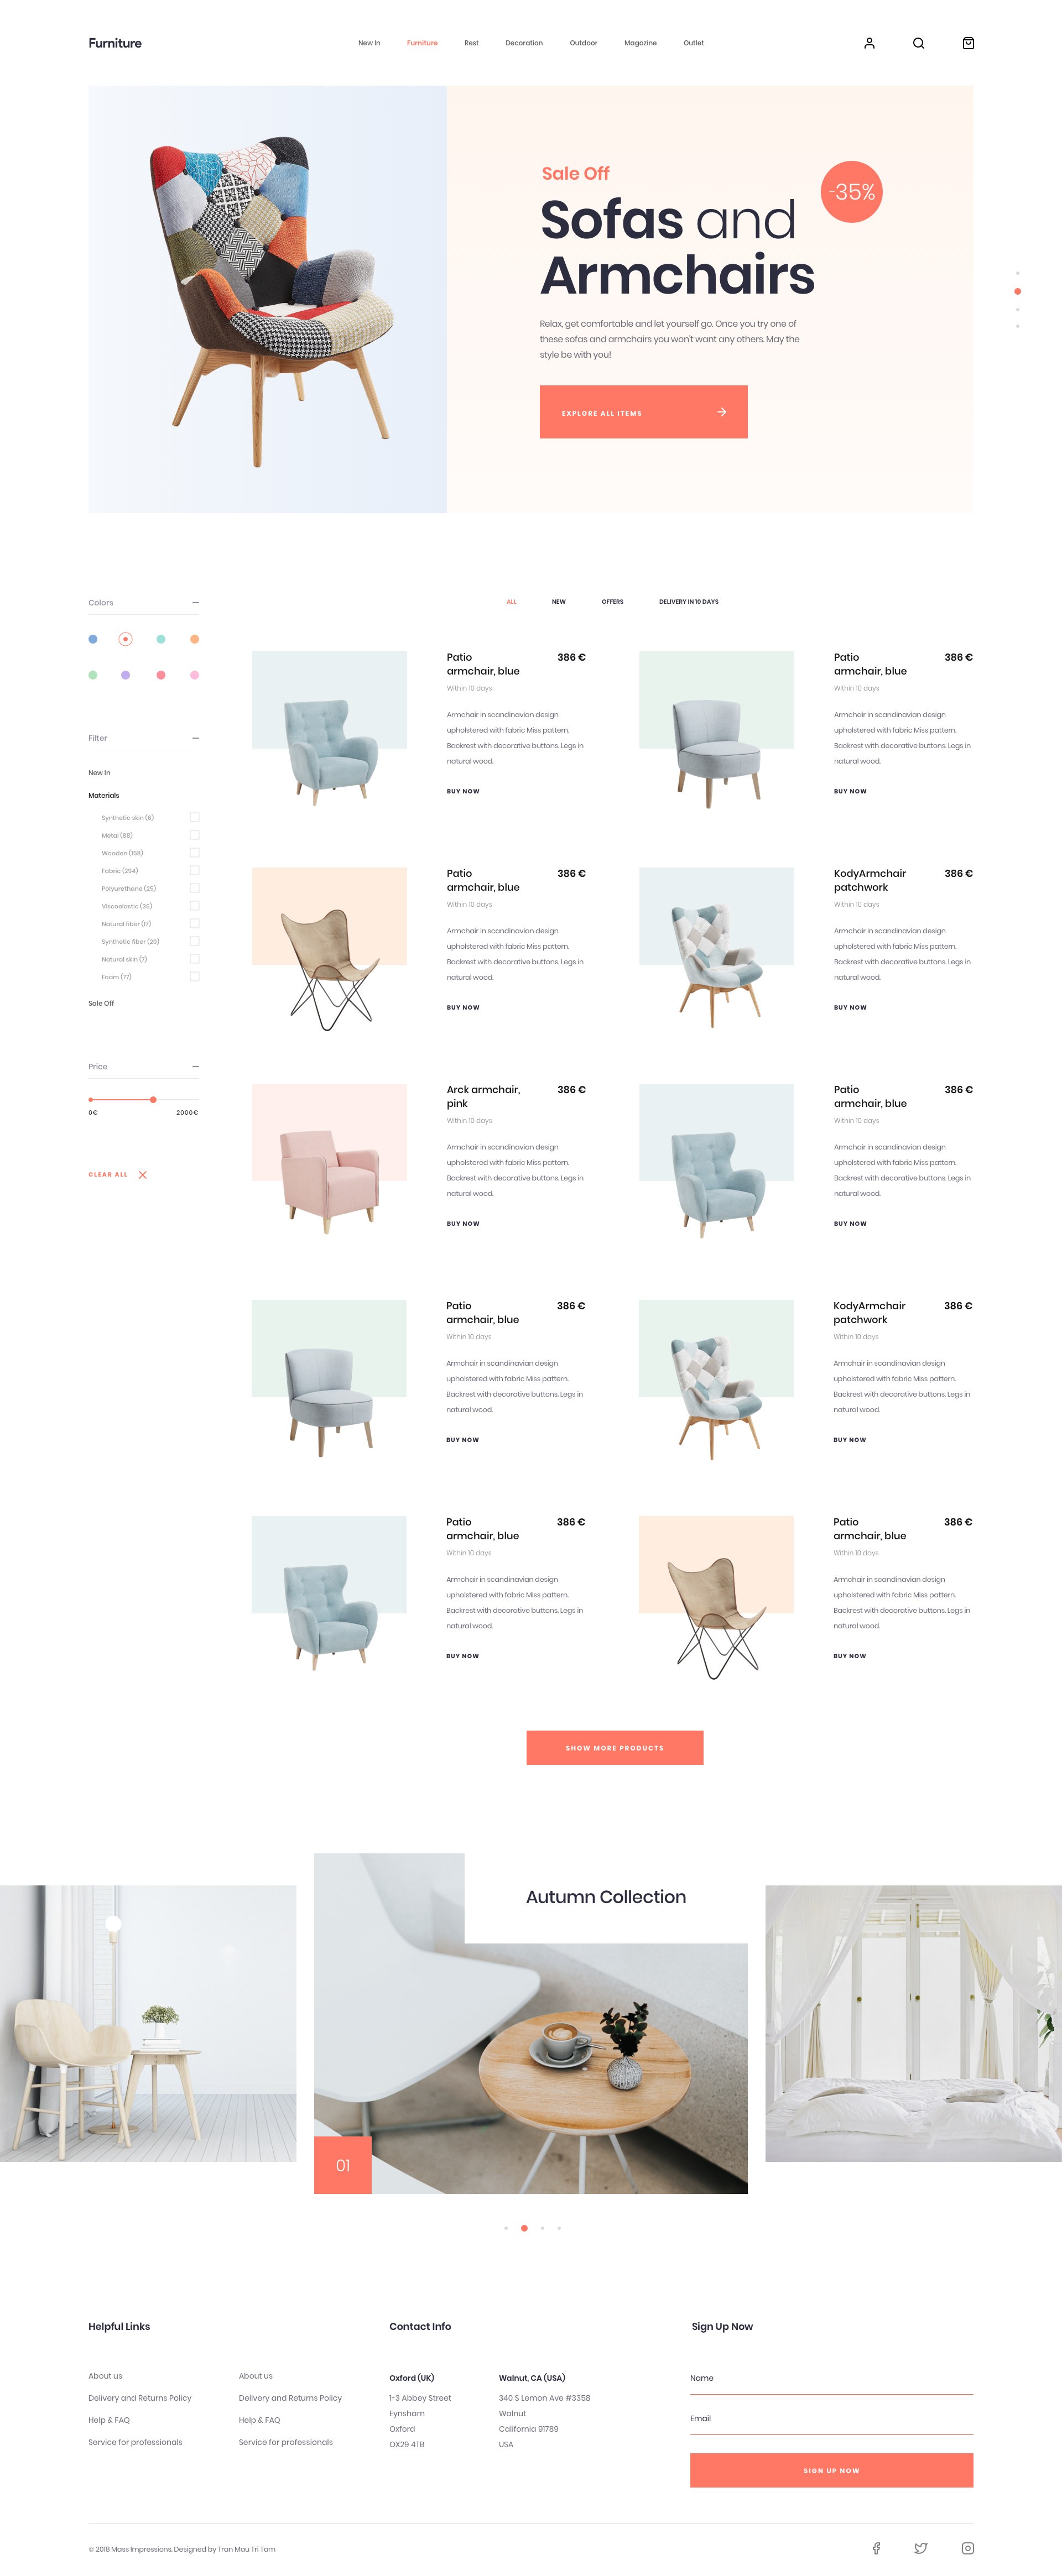 Furniture
New In
Furniture
Rest
Decoration
Outdoor
Magazine
Outlet
Sale Off
-35%
Sofas and
Armchairs
Relax, get comfortable and let yourself go. Once you try one of
these sofas and armchairs you won't want any others. May the
style be with you!
EXPLORE ALL ITEMS
Colors
Filter
New In
Materials
Synthetic skin (6)
Metal (88)
Wooden (158)
Fabric (294)
Polyurethane (25)
Viscoelastic (36)
Natural fiber (17)
Synthetic fiber (20)
Natural skin (7)
Foam (77)
Sale Off
Price
0€
2000€
CLEAR ALL
ALL
NEW
OFFERS
DELIVERY IN 10 DAYS
Patio
armchair, blue
386 €
Within 10 days
Armchair in scandinavian design
upholstered with fabric Miss pattern.
Backrest with decorative buttons. Legs in
natural wood.
BUY NOW
Patio
armchair, blue
386 €
Within 10 days
Armchair in scandinavian design
upholstered with fabric Miss pattern.
Backrest with decorative buttons. Legs in
natural wood.
BUY NOW
Patio
armchair, blue
386 €
Within 10 days
Armchair in scandinavian design
upholstered with fabric Miss pattern.
Backrest with decorative buttons. Legs in
natural wood.
BUY NOW
KodyArmchair
patchwork
386 €
Within 10 days
Armchair in scandinavian design
upholstered with fabric Miss pattern.
Backrest with decorative buttons. Legs in
natural wood.
BUY NOW
Arck armchair,
pink
386 €
Within 10 days
Armchair in scandinavian design
upholstered with fabric Miss pattern.
Backrest with decorative buttons. Legs in
natural wood.
BUY NOW
Patio
armchair, blue
386 €
Within 10 days
Armchair in scandinavian design
upholstered with fabric Miss pattern.
Backrest with decorative buttons. Legs in
natural wood.
BUY NOW
Patio
armchair, blue
386 €
Within 10 days
Armchair in scandinavian design
upholstered with fabric Miss pattern.
Backrest with decorative buttons. Legs in
natural wood.
BUY NOW
KodyArmchair
patchwork
386 €
Within 10 days
Armchair in scandinavian design
upholstered with fabric Miss pattern.
Backrest with decorative buttons. Legs in
natural wood.
BUY NOW
Patio
armchair, blue
386 €
Within 10 days
Armchair in scandinavian design
upholstered with fabric Miss pattern.
Backrest with decorative buttons. Legs in
natural wood.
BUY NOW
Patio
armchair, blue
386 €
Within 10 days
Armchair in scandinavian design
upholstered with fabric Miss pattern.
Backrest with decorative buttons. Legs in
natural wood.
BUY NOW
SHOW MORE PRODUCTS
Autumn Collection
01
Helpful Links
About us
Delivery and Returns Policy
Help & FAQ
Service for professionals
About us
Delivery and Returns Policy
Help & FAQ
Service for professionals
Contact Info
Oxford (UK)
1-3 Abbey Street
Eynsham
Oxford
OX29 4TB
Walnut, CA (USA)
340 S Lemon Ave #3358
Walnut
California 91789
USA
Sign Up Now
Name
Email
SIGN UP NOW
© 2018 Mass Impressions. Designed by Tran Mau Tri Tam